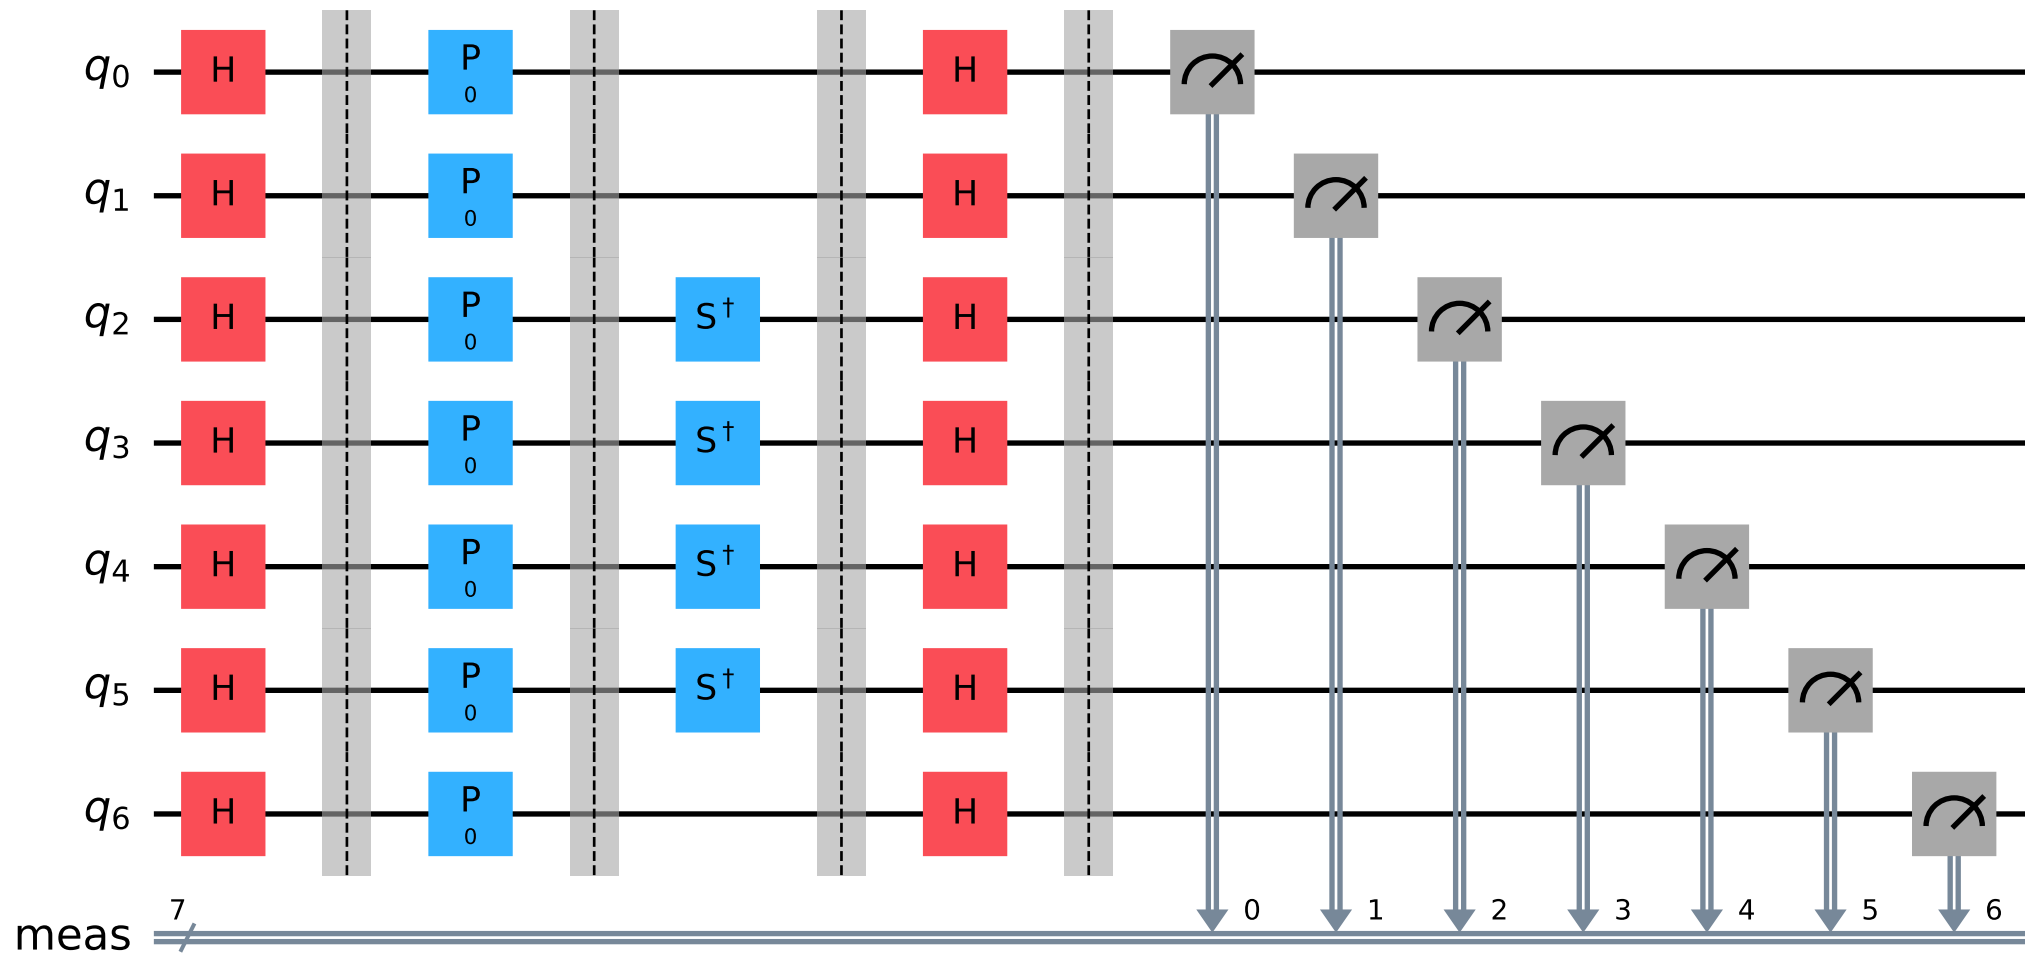 q0 H P 0 H
q1 H P 0 H
q2 H P 0 S† H
q3 H P 0 S† H
q4 H P 0 S† H
q5 H P 0 S† H
q6 H P 0 H
7 0 1 2 3 4 5 6
meas